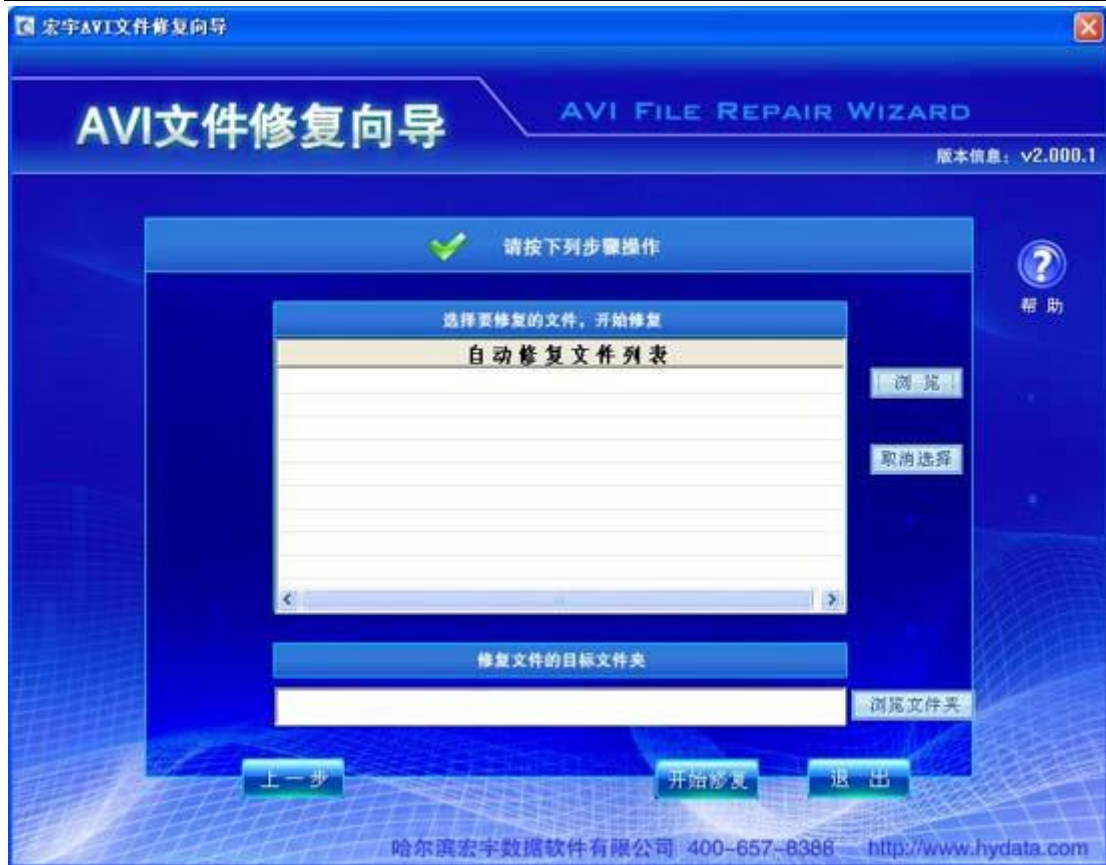 宏宇AVI文件修复向导
AVI文件修复向导
AVI FILE REPAIR WIZARD
版本信息：v2.000.1
请按下列步骤操作
帮 助
选择要修复的文件，开始修复
自动修复文件列表
浏 览
取消选择
修复文件的目标文件夹
浏览文件夹
上一步
开始修复
退 出
哈尔滨宏宇数据软件有限公司 400-657-8388 http://www.hydata.com